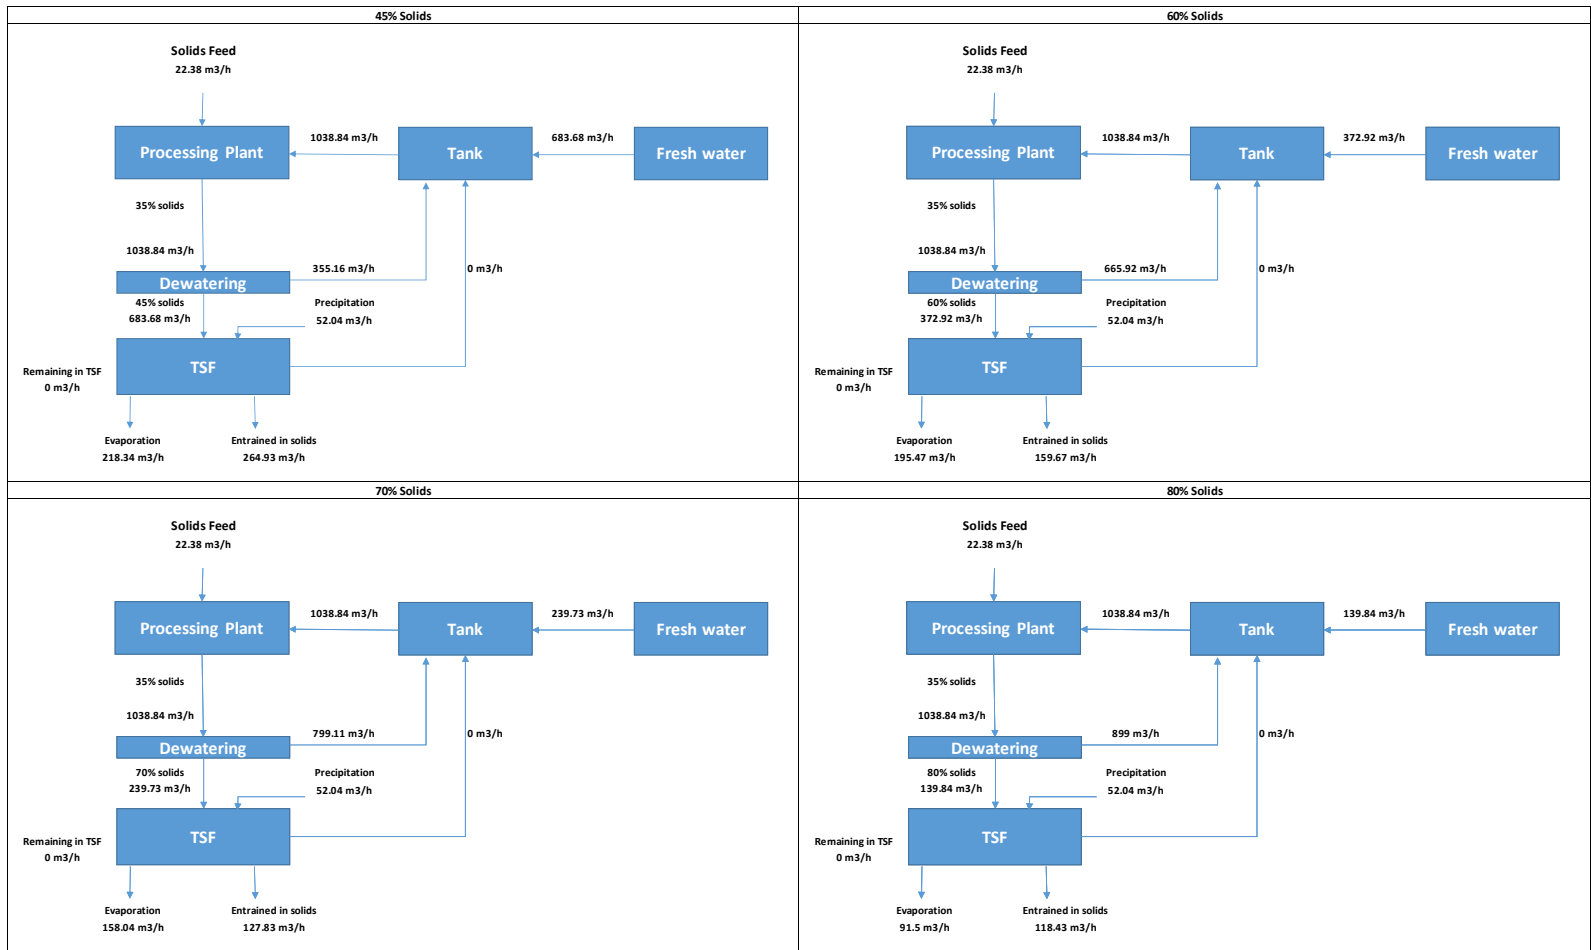 45% Solids
Solids Feed
22.38 m3/h
Processing Plant
1038.84 m3/h
Tank
683.68 m3/h
Fresh water
35% solids
1038.84 m3/h
Dewatering
355.16 m3/h
0 m3/h
45% solids
683.68 m3/h
Precipitation
52.04 m3/h
TSF
Remaining in TSF
0 m3/h
Evaporation
218.34 m3/h
Entrained in solids
264.93 m3/h
60% Solids
Solids Feed
22.38 m3/h
Processing Plant
1038.84 m3/h
Tank
372.92 m3/h
Fresh water
35% solids
1038.84 m3/h
Dewatering
665.92 m3/h
0 m3/h
60% solids
372.92 m3/h
Precipitation
52.04 m3/h
TSF
Remaining in TSF
0 m3/h
Evaporation
195.47 m3/h
Entrained in solids
159.67 m3/h
70% Solids
Solids Feed
22.38 m3/h
Processing Plant
1038.84 m3/h
Tank
239.73 m3/h
Fresh water
35% solids
1038.84 m3/h
Dewatering
799.11 m3/h
0 m3/h
70% solids
239.73 m3/h
Precipitation
52.04 m3/h
TSF
Remaining in TSF
0 m3/h
Evaporation
158.04 m3/h
Entrained in solids
127.83 m3/h
80% Solids
Solids Feed
22.38 m3/h
Processing Plant
1038.84 m3/h
Tank
139.84 m3/h
Fresh water
35% solids
1038.84 m3/h
Dewatering
899 m3/h
0 m3/h
80% solids
139.84 m3/h
Precipitation
52.04 m3/h
TSF
Remaining in TSF
0 m3/h
Evaporation
91.5 m3/h
Entrained in solids
118.43 m3/h